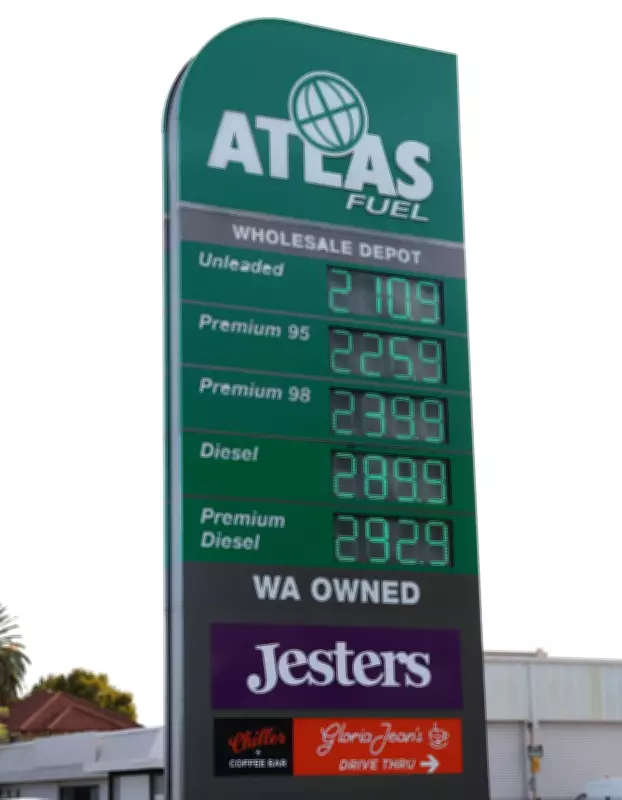 ATLAS
FUEL
WHOLESALE DEPOT
Unleaded 210.9
Premium 95 225.9
Premium 98 239.9
Diesel 289.9
Premium
Diesel 292.9
WA OWNED
Jesters
Chiller
COFFEE BAR
Gloria Jean's
DRIVE THRU →